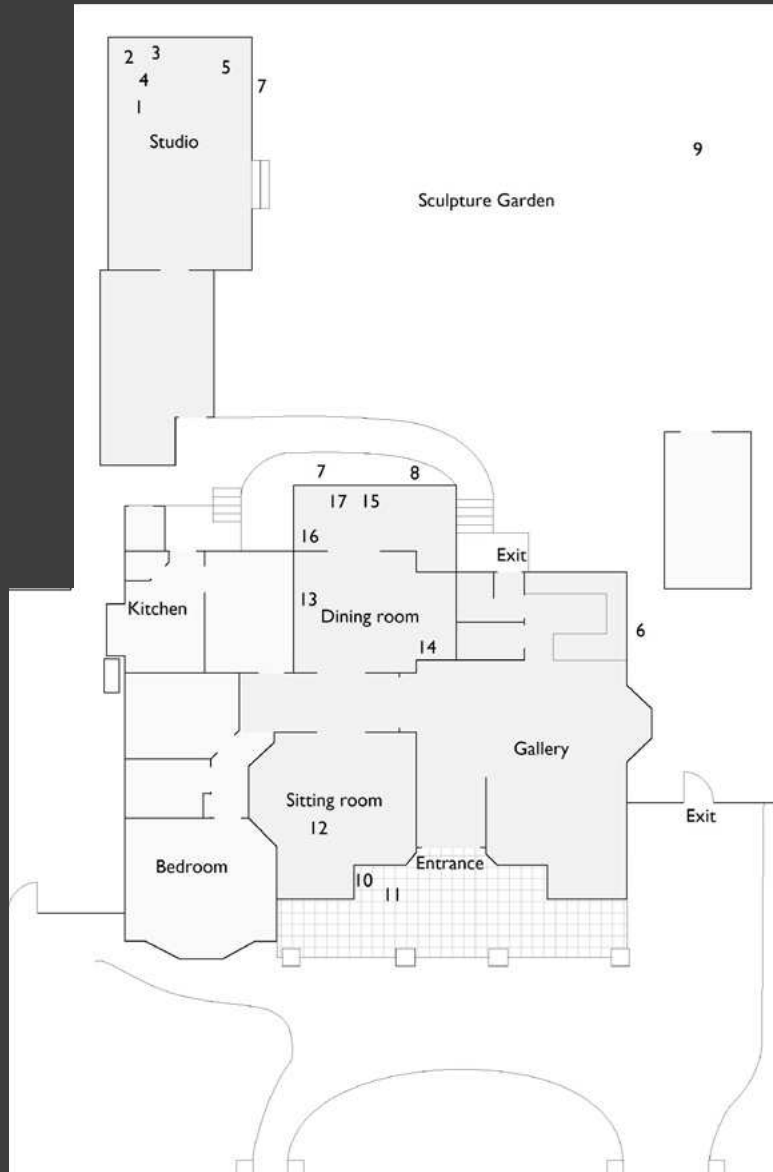 2 3
5
4
7
1
Studio
9
Sculpture Garden
7 8
17 15
16
Exit
13
Kitchen
Dining room
6
14
Gallery
Sitting room
12
Exit
Entrance
Bedroom
10
11